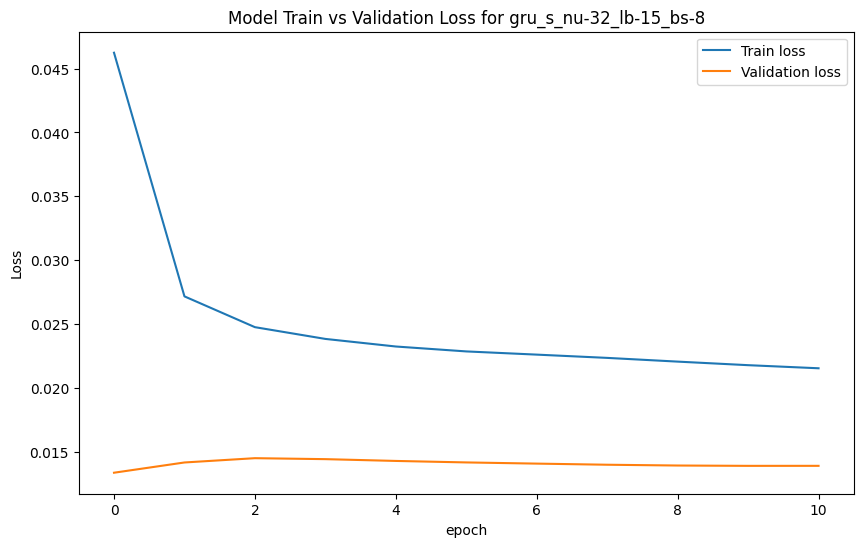 Model Train vs Validation Loss for gru_s_nu-32_lb-15_bs-8
Train loss
Validation loss
0.045
0.040
0.035
0.030
0.025
0.020
0.015
Loss
0 2 4 6 8 10
epoch